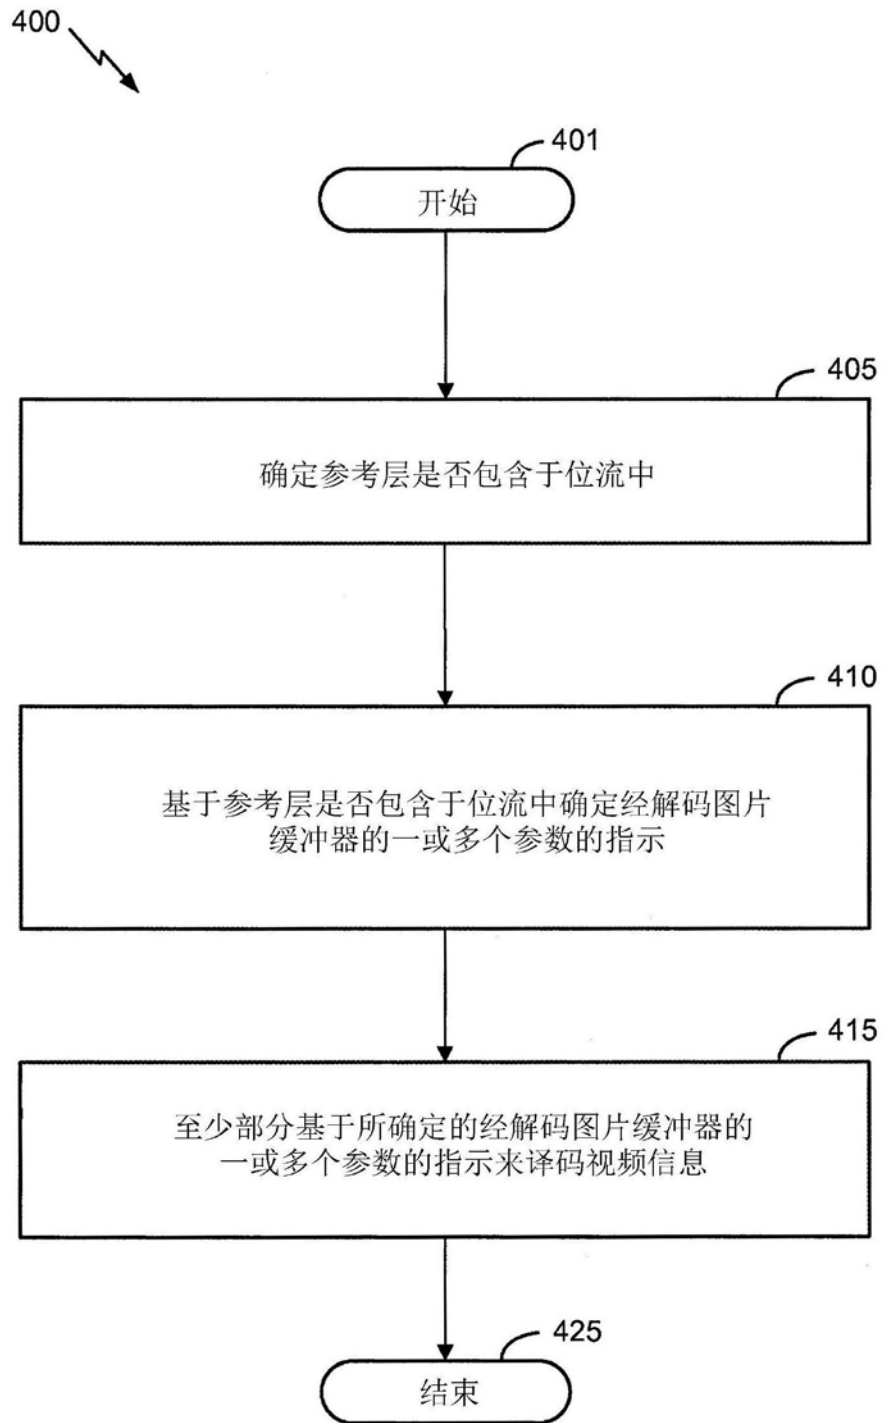 400
401
开始
405
确定参考层是否包含于位流中
410
基于参考层是否包含于位流中确定经解码图片
缓冲器的一或多个参数的指示
415
至少部分基于所确定的经解码图片缓冲器的
一或多个参数的指示来译码视频信息
425
结束